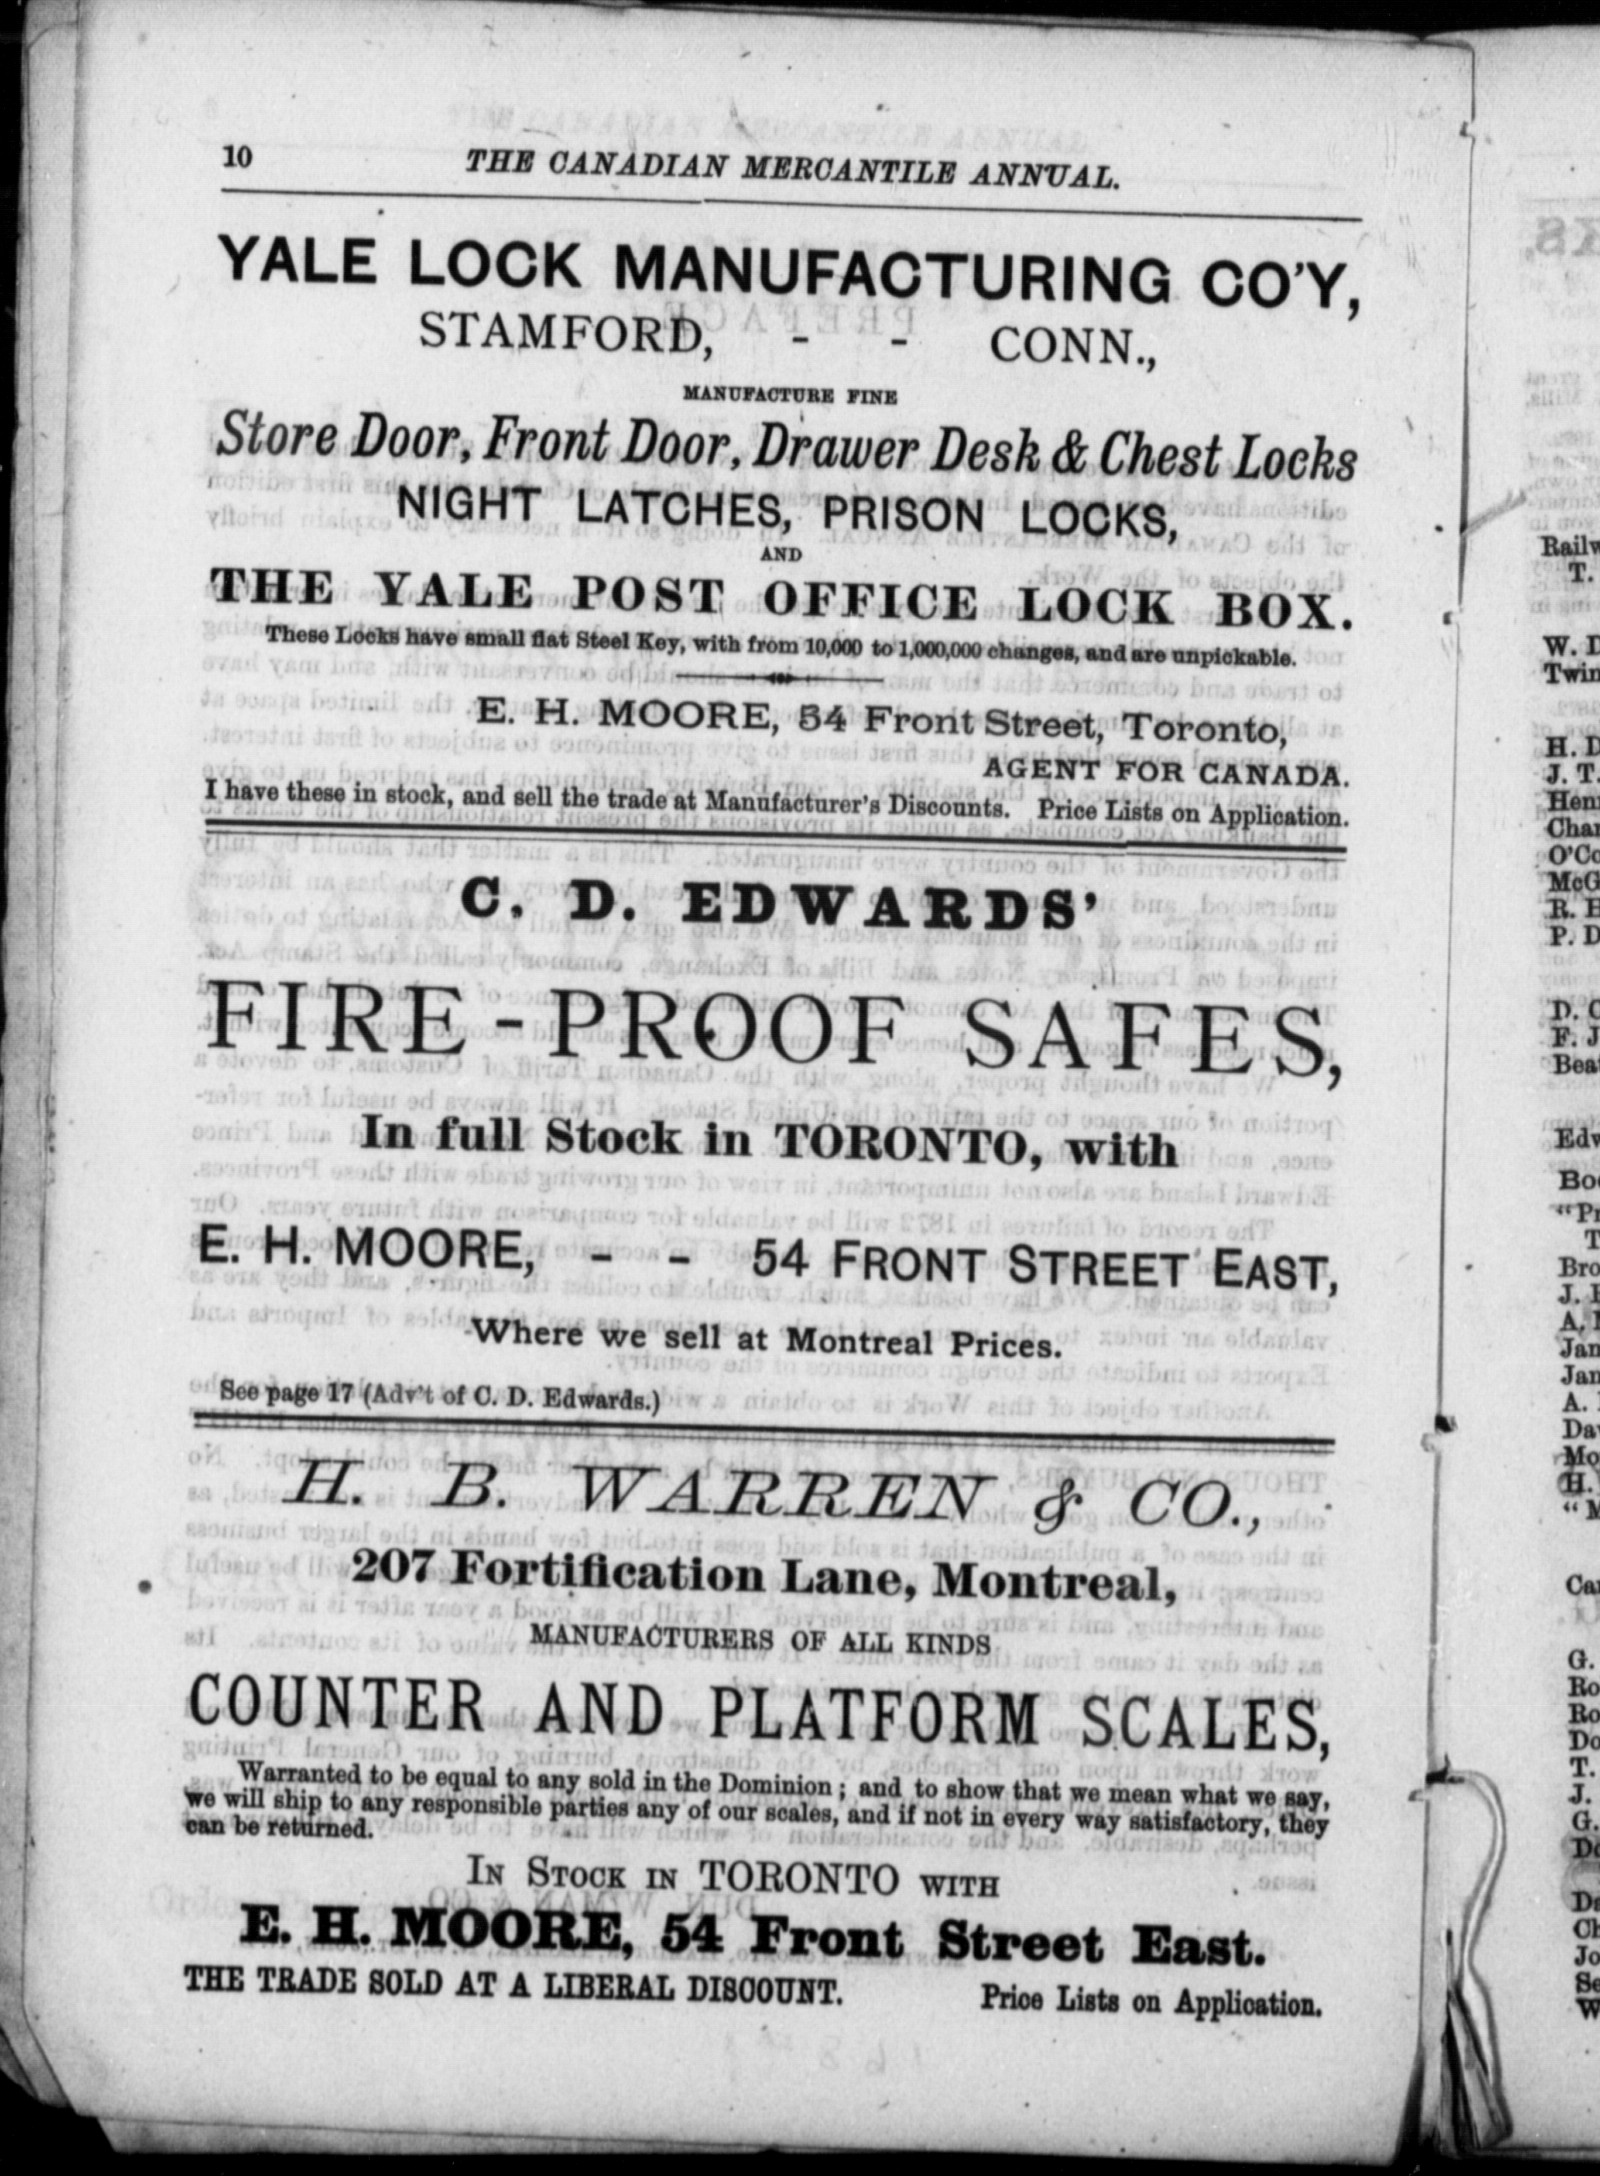 10 THE CANADIAN MERCANTILE ANNUAL.
YALE LOCK MANUFACTURING CO'Y,
STAMFORD, - - CONN.,
MANUFACTURE FINE
Store Door, Front Door, Drawer Desk & Chest Locks
NIGHT LATCHES, PRISON LOCKS,
AND
THE YALE POST OFFICE LOCK BOX.
These Locks have small flat Steel Key, with from 10,000 to 1,000,000 changes, and are unpickable.
E. H. MOORE, 54 Front Street, Toronto,
AGENT FOR CANADA.
I have these in stock, and sell the trade at Manufacturer's Discounts. Price Lists on Application.
C. D. EDWARDS'
FIRE-PROOF SAFES,
In full Stock in TORONTO, with
E. H. MOORE, - - 54 FRONT STREET EAST,
Where we sell at Montreal Prices.
See page 17 (Adv't of C. D. Edwards.)
H. B. WARREN & CO.,
207 Fortification Lane, Montreal,
MANUFACTURERS OF ALL KINDS
COUNTER AND PLATFORM SCALES,
Warranted to be equal to any sold in the Dominion; and to show that we mean what we say,
we will ship to any responsible parties any of our scales, and if not in every way satisfactory, they
can be returned.
IN STOCK IN TORONTO WITH
E. H. MOORE, 54 Front Street East.
THE TRADE SOLD AT A LIBERAL DISCOUNT. Price Lists on Application.